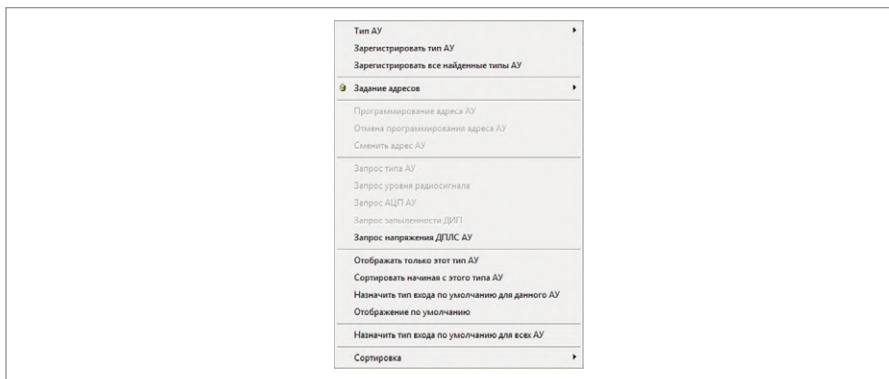 Тип АУ
Зарегистрировать тип АУ
Зарегистрировать все найденные типы АУ
Задание адресов
Программирование адреса АУ
Отмена программирования адреса АУ
Сменить адрес АУ
Запрос типа АУ
Запрос уровня радиосигнала
Запрос АЦП АУ
Запрос запыленности ДИП
Запрос напряжения ДПЛС АУ
Отображать только этот тип АУ
Сортировать начиная с этого типа АУ
Назначить тип входа по умолчанию для данного АУ
Отображение по умолчанию
Назначить тип входа по умолчанию для всех АУ
Сортировка